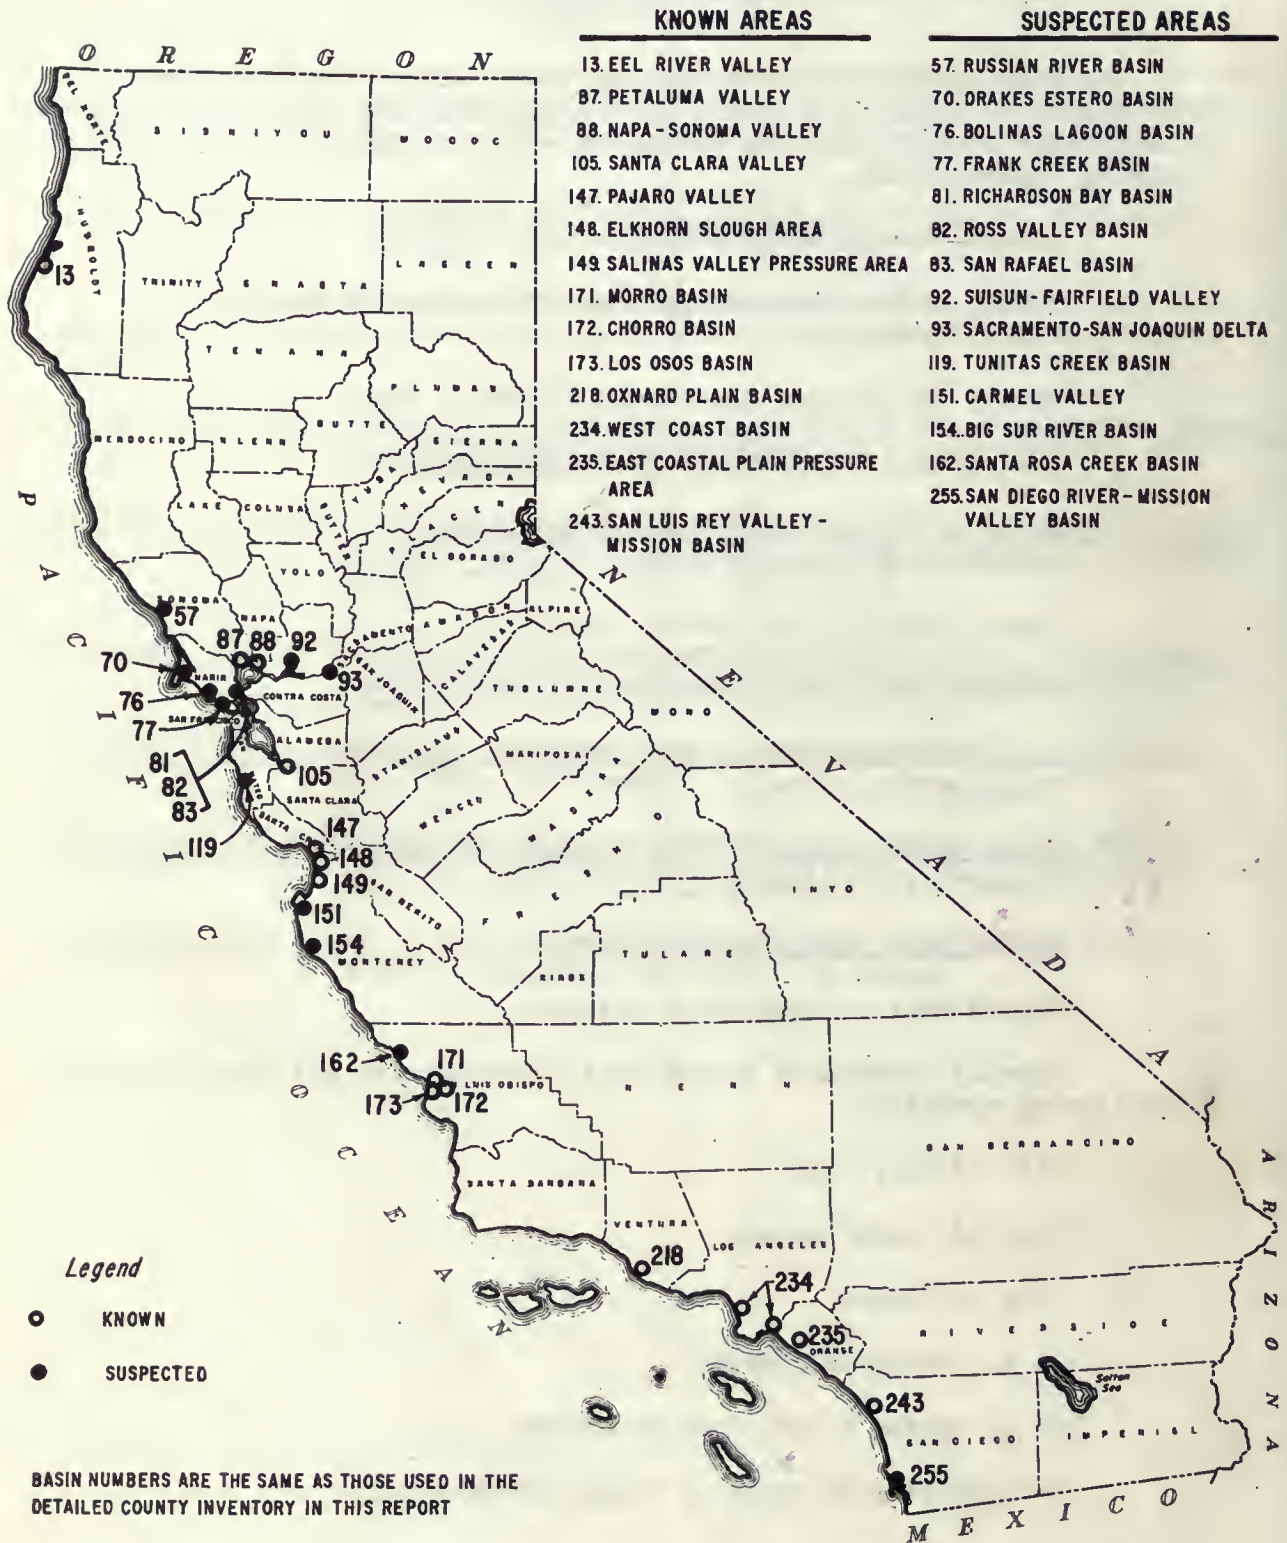 KNOWN AREAS
13. EEL RIVER VALLEY
87. PETALUMA VALLEY
88. NAPA-SONOMA VALLEY
105. SANTA CLARA VALLEY
147. PAJARO VALLEY
148. ELKHORN SLOUGH AREA
149. SALINAS VALLEY PRESSURE AREA
171. MORRO BASIN
172. CHORRO BASIN
173. LOS OSOS BASIN
218. OXNARD PLAIN BASIN
234. WEST COAST BASIN
235. EAST COASTAL PLAIN PRESSURE
AREA
243. SAN LUIS REY VALLEY -
MISSION BASIN
SUSPECTED AREAS
57. RUSSIAN RIVER BASIN
70. DRAKES ESTERO BASIN
76. BOLINAS LAGOON BASIN
77. FRANK CREEK BASIN
81. RICHARDSON BAY BASIN
82. ROSS VALLEY BASIN
83. SAN RAFAEL BASIN
92. SUISUN-FAIRFIELD VALLEY
93. SACRAMENTO-SAN JOAQUIN DELTA
119. TUNITAS CREEK BASIN
151. CARMEL VALLEY
154. BIG SUR RIVER BASIN
162. SANTA ROSA CREEK BASIN
255. SAN DIEGO RIVER-MISSION
VALLEY BASIN
OREGON
DEL NORTE
SISKIYOU
MODOC
HUMBOLDT
TRINITY
SHASTA
LASSEN
TEHAMA
PLUMAS
MENDOCINO
GLENN
BUTTE
SIERRA
YUBA
NEVADA
LAKE
COLUSA
SUTTER
PLACER
EL DORADO
YOLO
SONOMA
NAPA
SACRAMENTO
AMADOR
ALPINE
CALAVERAS
SAN JOAQUIN
MARIN
CONTRA COSTA
SAN FRANCISCO
ALAMEDA
TUOLUMNE
MONO
STANISLAUS
MARIPOSA
SANTA CLARA
MERCED
MADERA
SAN BENITO
FRESNO
INYO
MONTEREY
KINGS
TULARE
LUIS OBISPO
KERN
SAN BERNARDINO
SANTA BARBARA
VENTURA
LOS ANGELES
ORANGE
RIVERSIDE
SAN DIEGO
IMPERIAL
Salton
Sea
13
57
70
76
77
87
88
92
93
81
82
83
105
119
147
148
149
151
154
162
171
172
173
218
234
235
243
255
PACIFIC
OCEAN
NEVADA
ARIZONA
MEXICO
Legend
KNOWN
SUSPECTED
BASIN NUMBERS ARE THE SAME AS THOSE USED IN THE
DETAILED COUNTY INVENTORY IN THIS REPORT